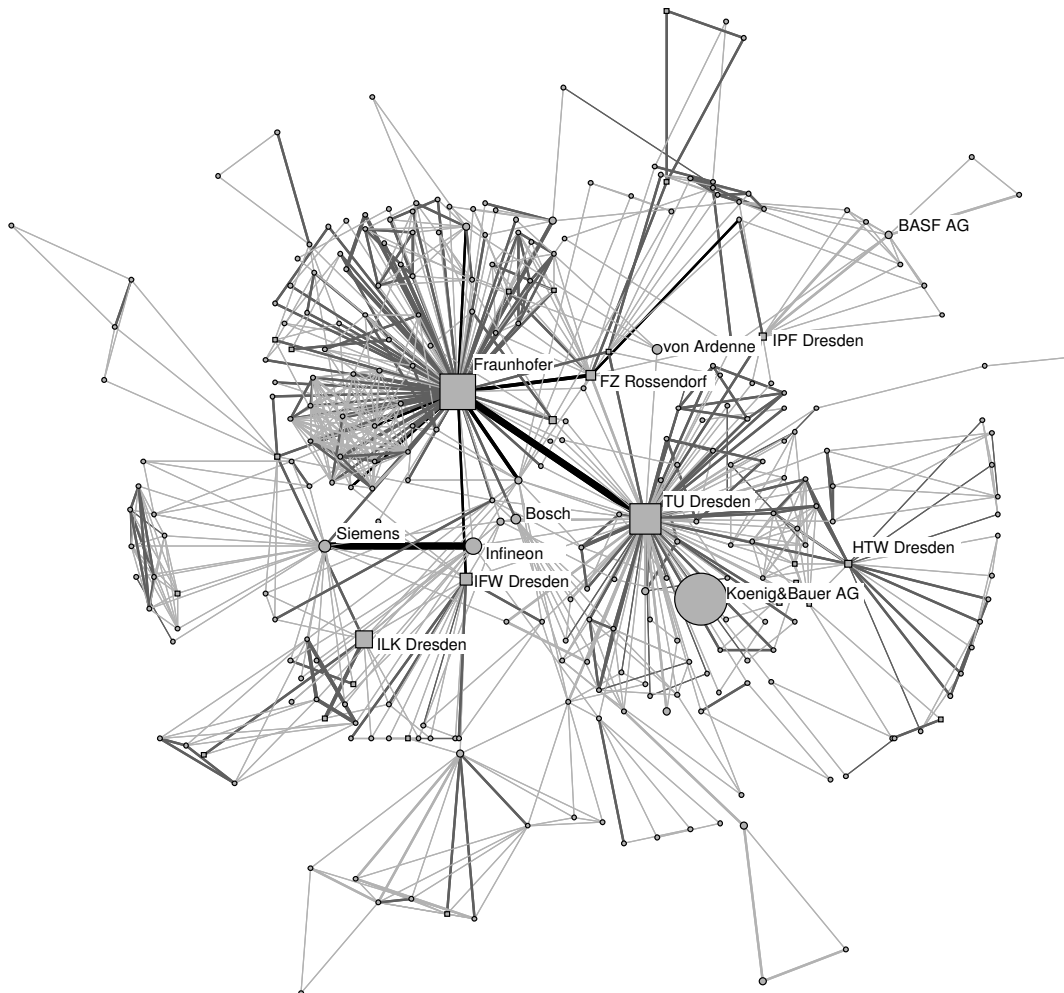 BASF AG
IPF Dresden
von Ardenne
Fraunhofer
FZ Rossendorf
TU Dresden
Bosch
Siemens
Infineon
HTW Dresden
IFW Dresden
Koenig&Bauer AG
ILK Dresden